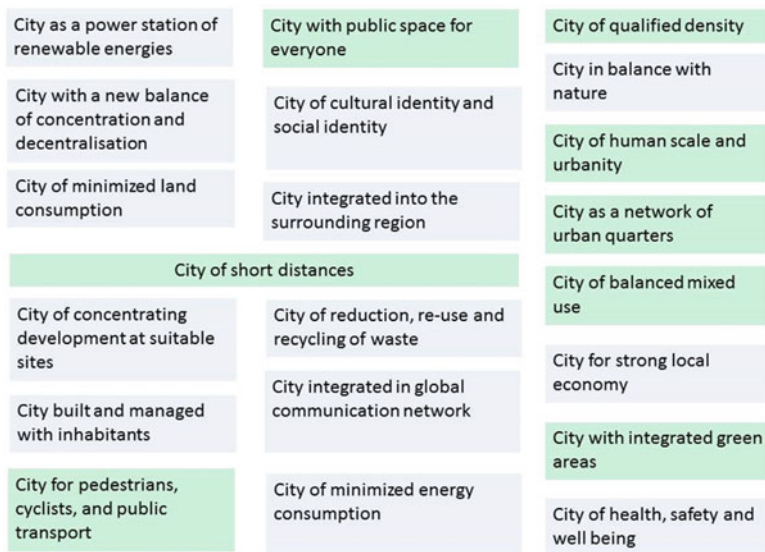 City as a power station of
renewable energies
City with a new balance
of concentration and
decentralisation
City of minimized land
consumption
City with public space for
everyone
City of cultural identity and
social identity
City integrated into the
surrounding region
City of short distances
City of concentrating
development at suitable
sites
City built and managed
with inhabitants
City for pedestrians,
cyclists, and public
transport
City of reduction, re-use and
recycling of waste
City integrated in global
communication network
City of minimized energy
consumption
City of qualified density
City in balance with
nature
City of human scale and
urbanity
City as a network of
urban quarters
City of balanced mixed
use
City for strong local
economy
City with integrated green
areas
City of health, safety and
well being